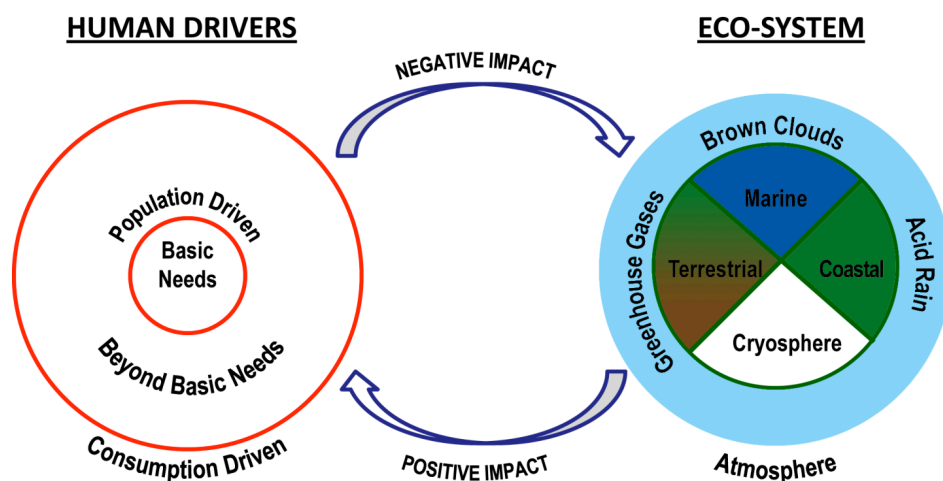 HUMAN DRIVERS
ECO-SYSTEM
NEGATIVE IMPACT
Population Driven
Basic
Needs
Beyond Basic Needs
Consumption Driven
Brown Clouds
Greenhouse Gases
Acid Rain
Marine
Terrestrial
Coastal
Cryosphere
Atmosphere
POSITIVE IMPACT